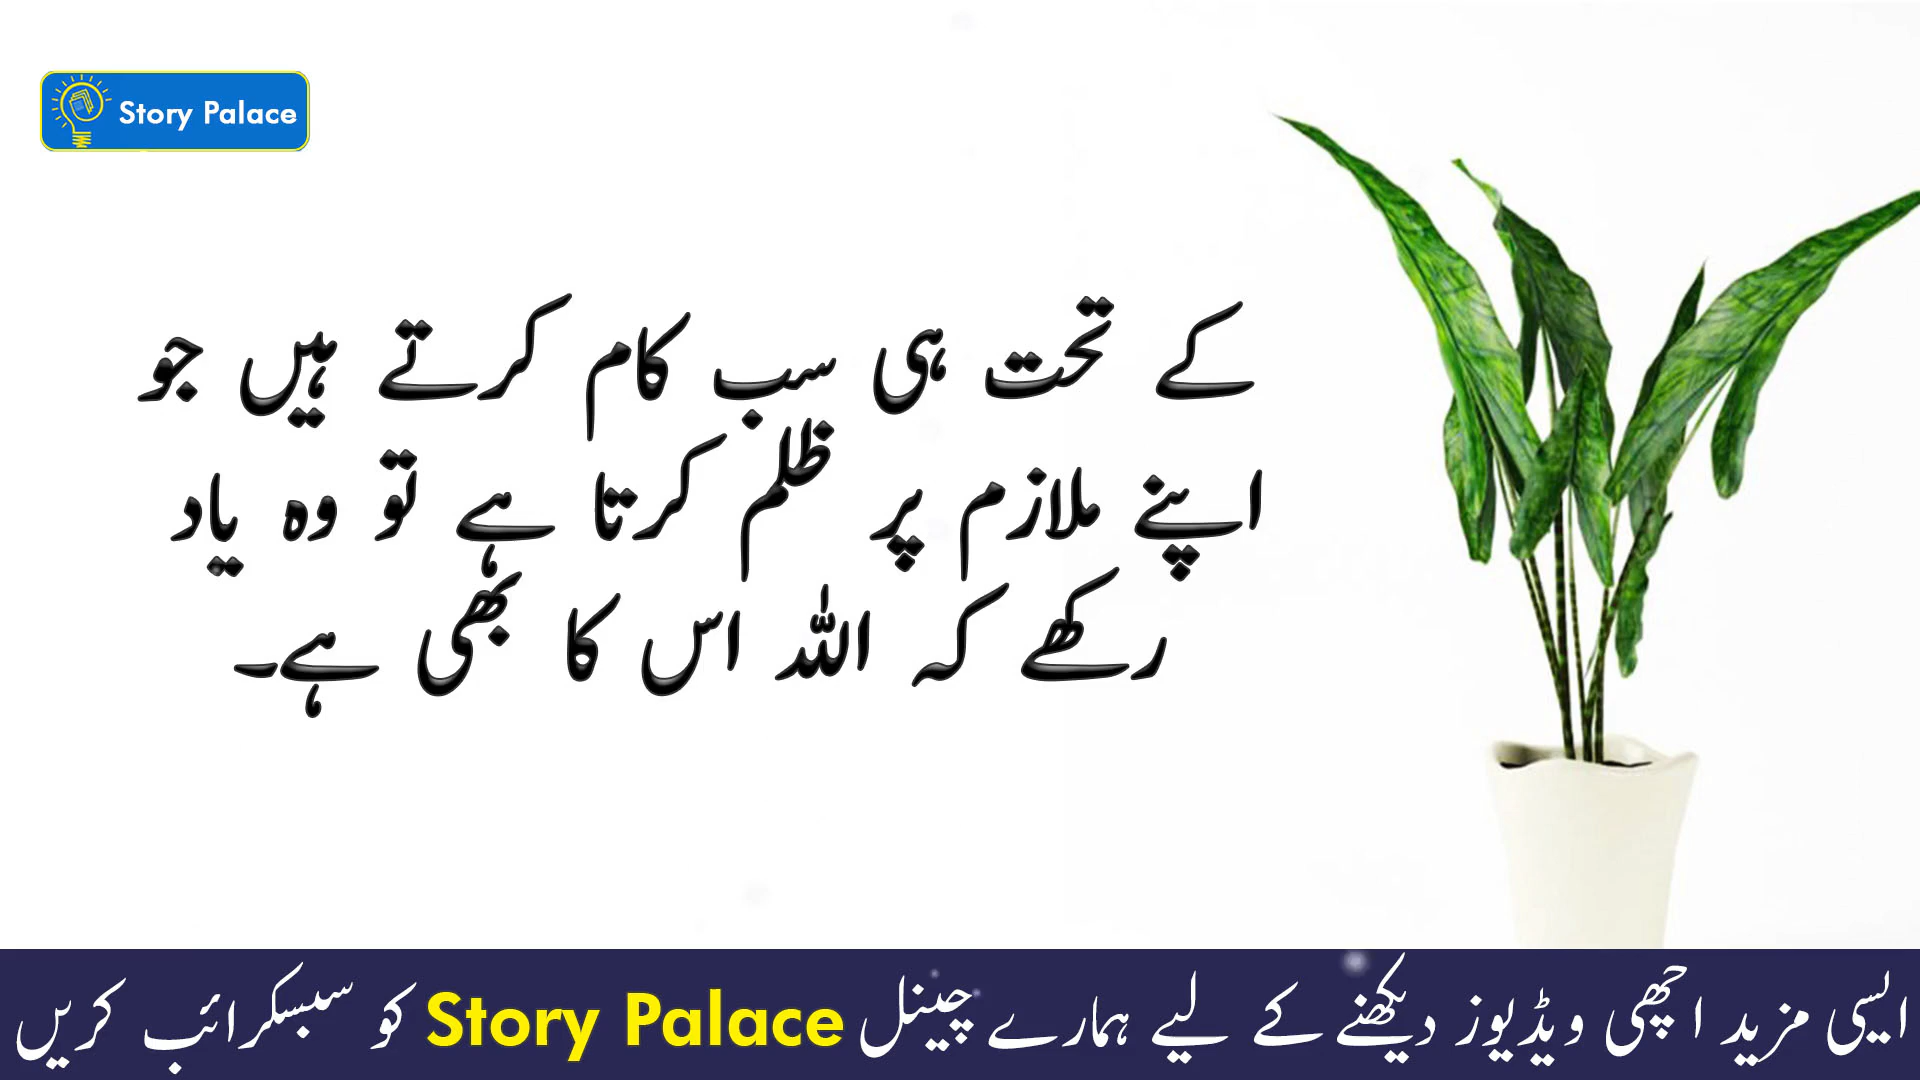 Story Palace
کے تحت ہی سب کام کرتے ہیں جو
اپنے ملازم پر ظلم کرتا ہے تو وہ یاد
رکھے کہ اللہ اس کا بھی ہے۔
ایسی مزید اچھی ویڈیوز دیکھنے کے لیے ہمارے چینل Story Palace کو سبسکرائب کریں